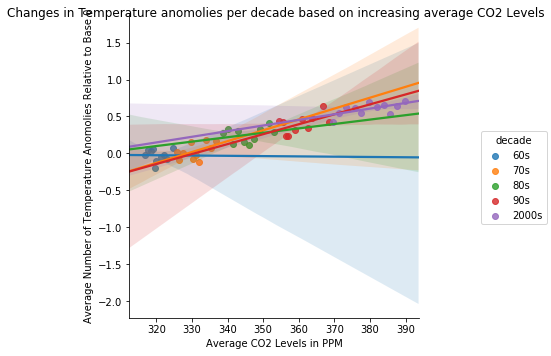 Changes in Temperature anomolies per decade based on increasing average CO2 Levels
Average Number of Temperature Anomolies Relative to Base
1.5
1.0
0.5
0.0
−0.5
−1.0
−1.5
−2.0
320
330
340
350
360
370
380
390
Average CO2 Levels in PPM
decade
60s
70s
80s
90s
2000s